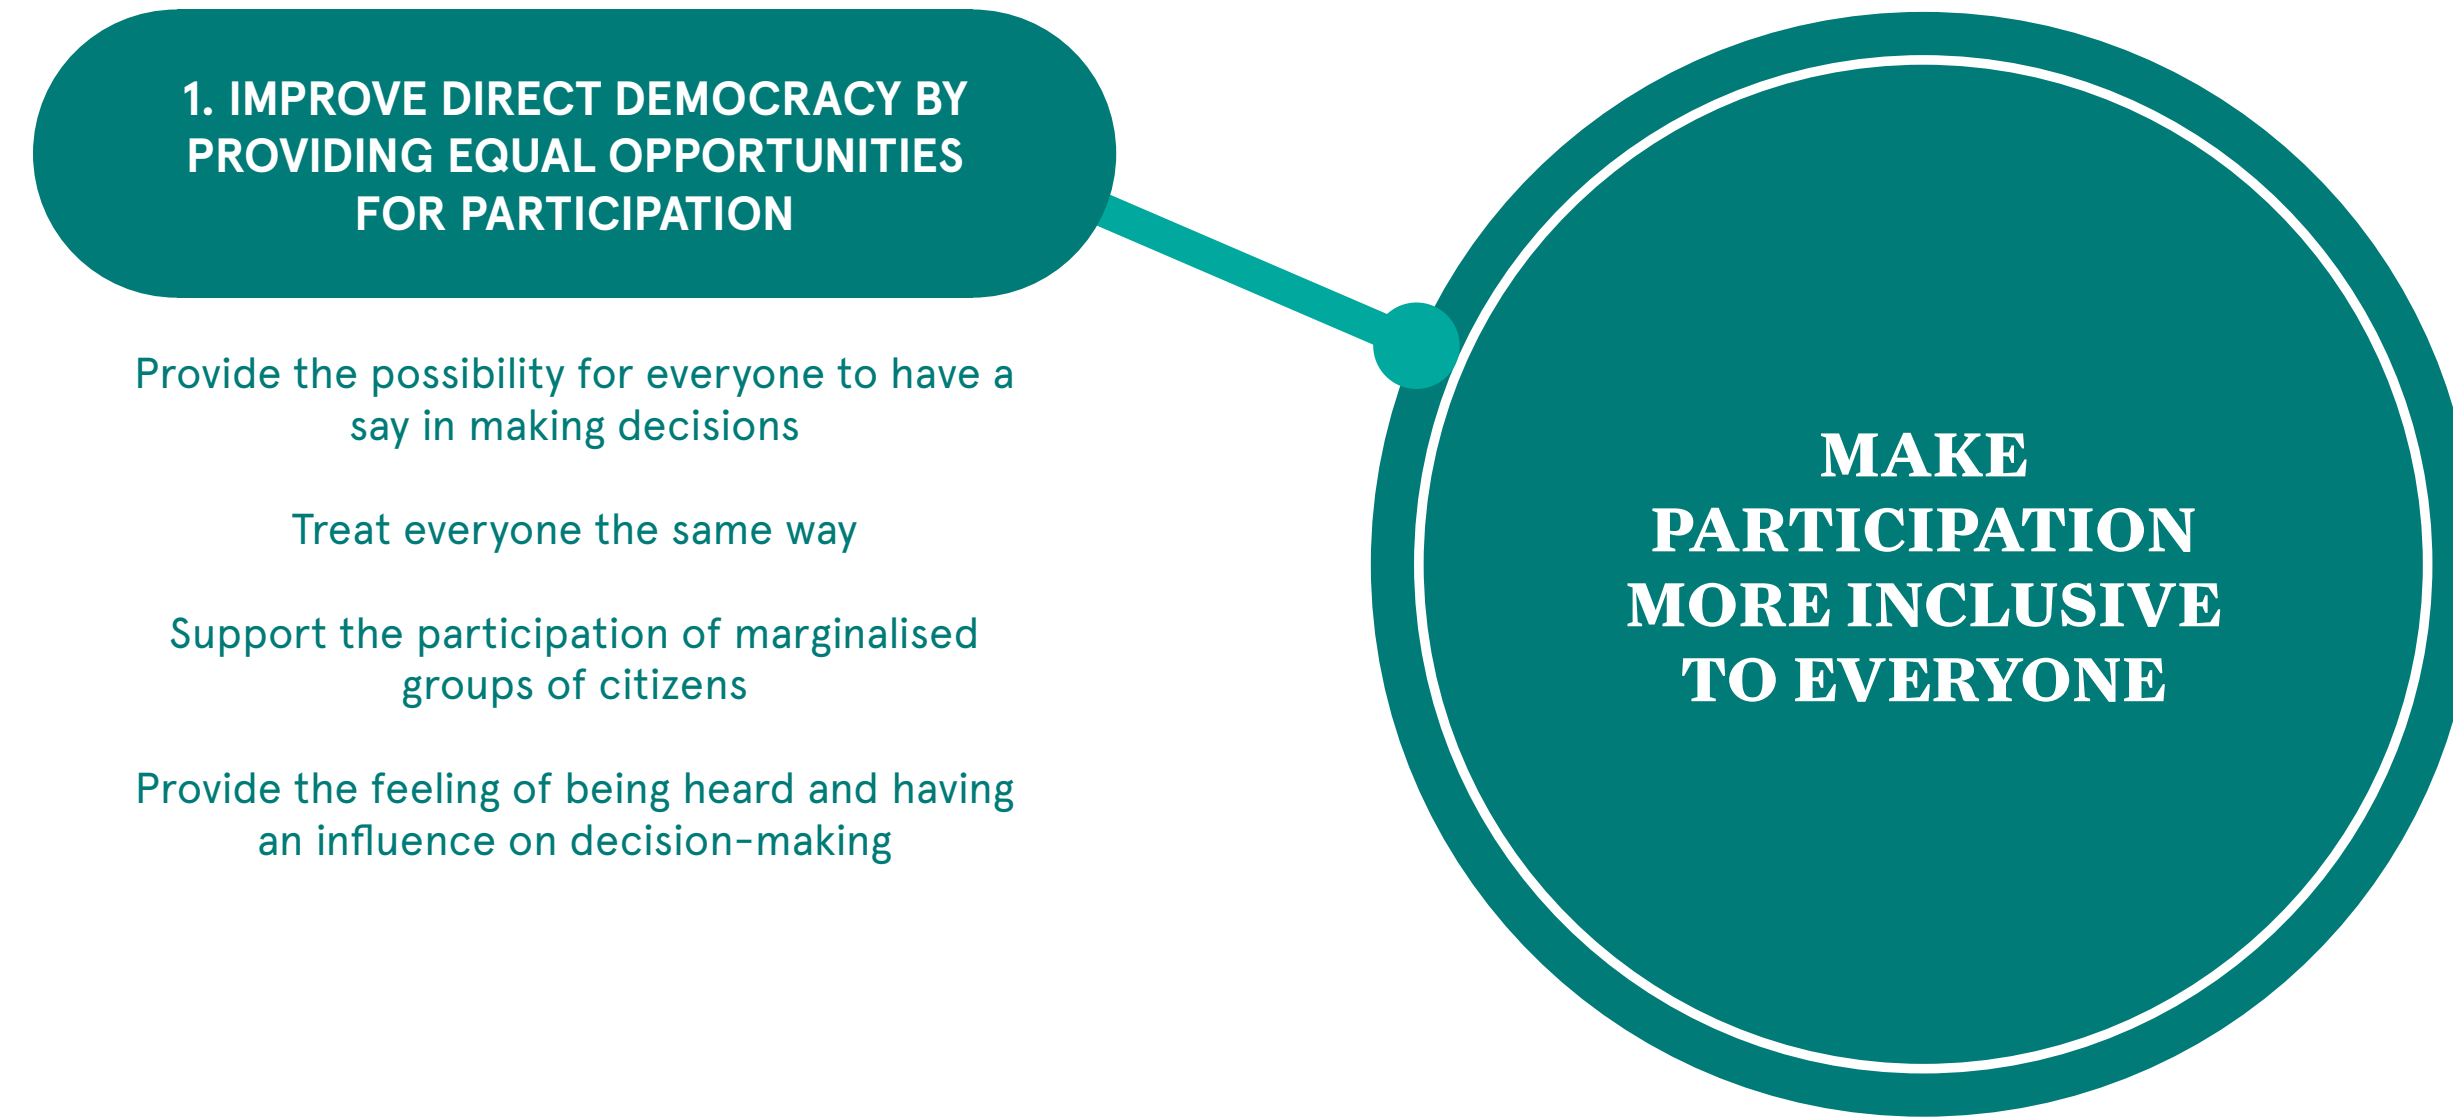 1. IMPROVE DIRECT DEMOCRACY BY
PROVIDING EQUAL OPPORTUNITIES
FOR PARTICIPATION
Provide the possibility for everyone to have a
say in making decisions
Treat everyone the same way
Support the participation of marginalised
groups of citizens
Provide the feeling of being heard and having
an influence on decision-making
MAKE
PARTICIPATION
MORE INCLUSIVE
TO EVERYONE